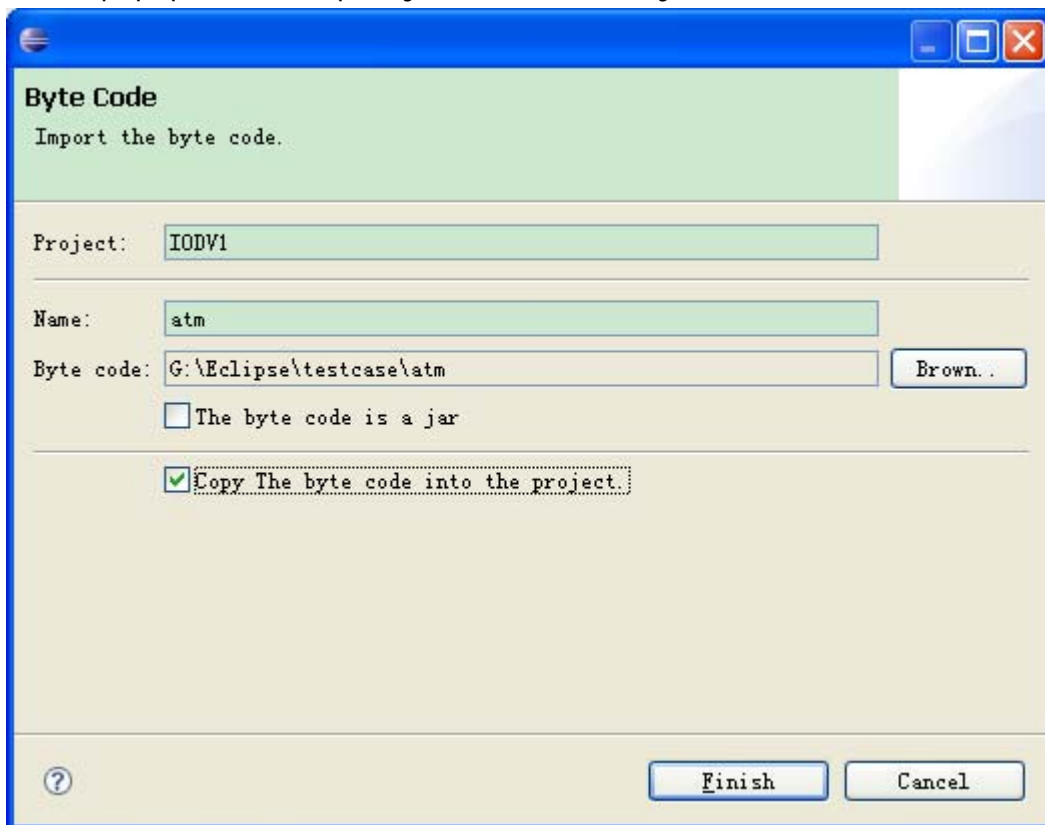 Byte Code
Import the byte code.
Project: IODV1
Name: atm
Byte code: G:\Eclipse\testcase\atm Brown..
The byte code is a jar
Copy The byte code into the project.
Finish Cancel